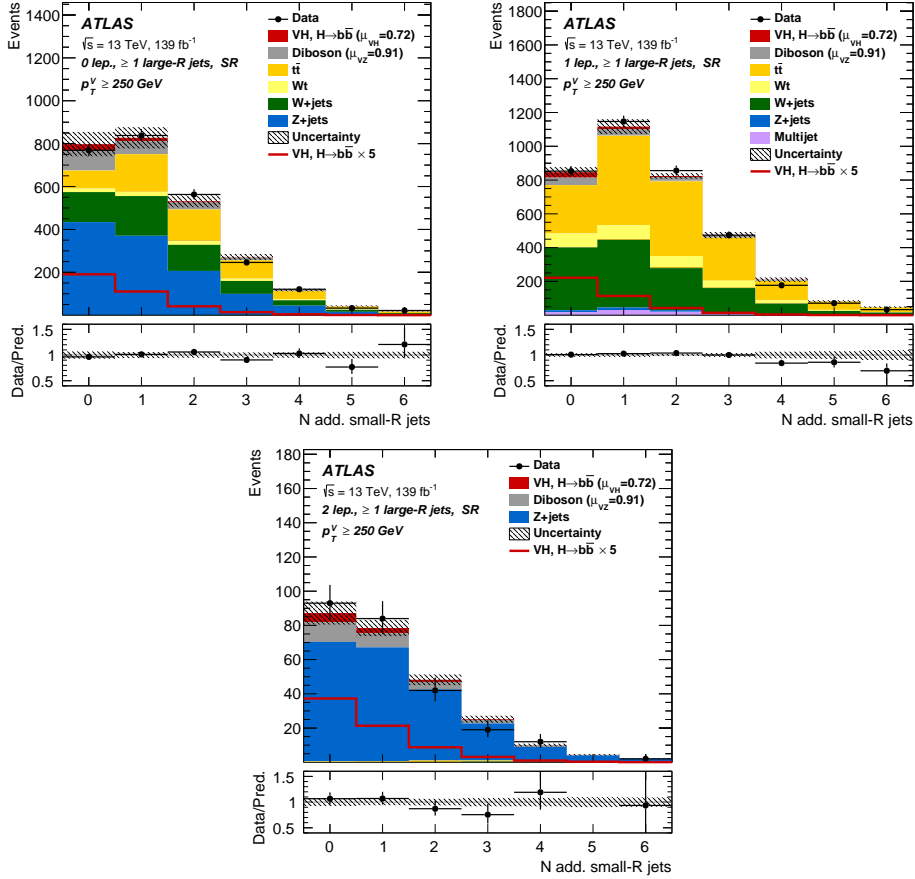 Events
1400
1200
1000
800
600
400
200
ATLAS
√s = 13 TeV, 139 fb⁻¹
0 lep., ≥ 1 large-R jets, SR
p_T^V ≥ 250 GeV
Data
VH, H→bb̄ (μ_VH=0.72)
Diboson (μ_VZ=0.91)
tt̄
Wt
W+jets
Z+jets
Uncertainty
VH, H→bb̄ × 5
Data/Pred.
1.5
1
0.5
0 1 2 3 4 5 6
N add. small-R jets
Events
1800
1600
1400
1200
1000
800
600
400
200
ATLAS
√s = 13 TeV, 139 fb⁻¹
1 lep., ≥ 1 large-R jets, SR
p_T^V ≥ 250 GeV
Data
VH, H→bb̄ (μ_VH=0.72)
Diboson (μ_VZ=0.91)
tt̄
Wt
W+jets
Z+jets
Multijet
Uncertainty
VH, H→bb̄ × 5
Data/Pred.
1.5
1
0.5
0 1 2 3 4 5 6
N add. small-R jets
Events
180
160
140
120
100
80
60
40
20
ATLAS
√s = 13 TeV, 139 fb⁻¹
2 lep., ≥ 1 large-R jets, SR
p_T^V ≥ 250 GeV
Data
VH, H→bb̄ (μ_VH=0.72)
Diboson (μ_VZ=0.91)
Z+jets
Uncertainty
VH, H→bb̄ × 5
Data/Pred.
1.5
1
0.5
0 1 2 3 4 5 6
N add. small-R jets